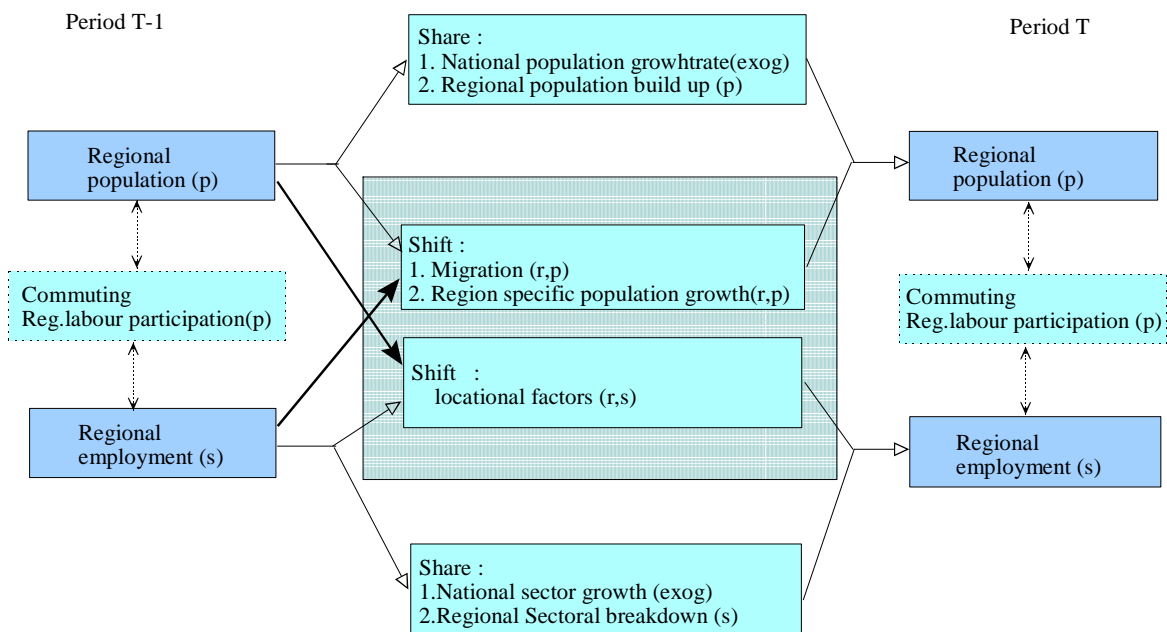 Period T-1
Period T
Share :
1. National population growhtrate(exog)
2. Regional population build up (p)
Regional
population (p)
Regional
population (p)
Shift :
1. Migration (r,p)
2. Region specific population growth(r,p)
Commuting
Reg.labour participation(p)
Commuting
Reg.labour participation (p)
Shift :
locational factors (r,s)
Regional
employment (s)
Regional
employment (s)
Share :
1.National sector growth (exog)
2.Regional Sectoral breakdown (s)